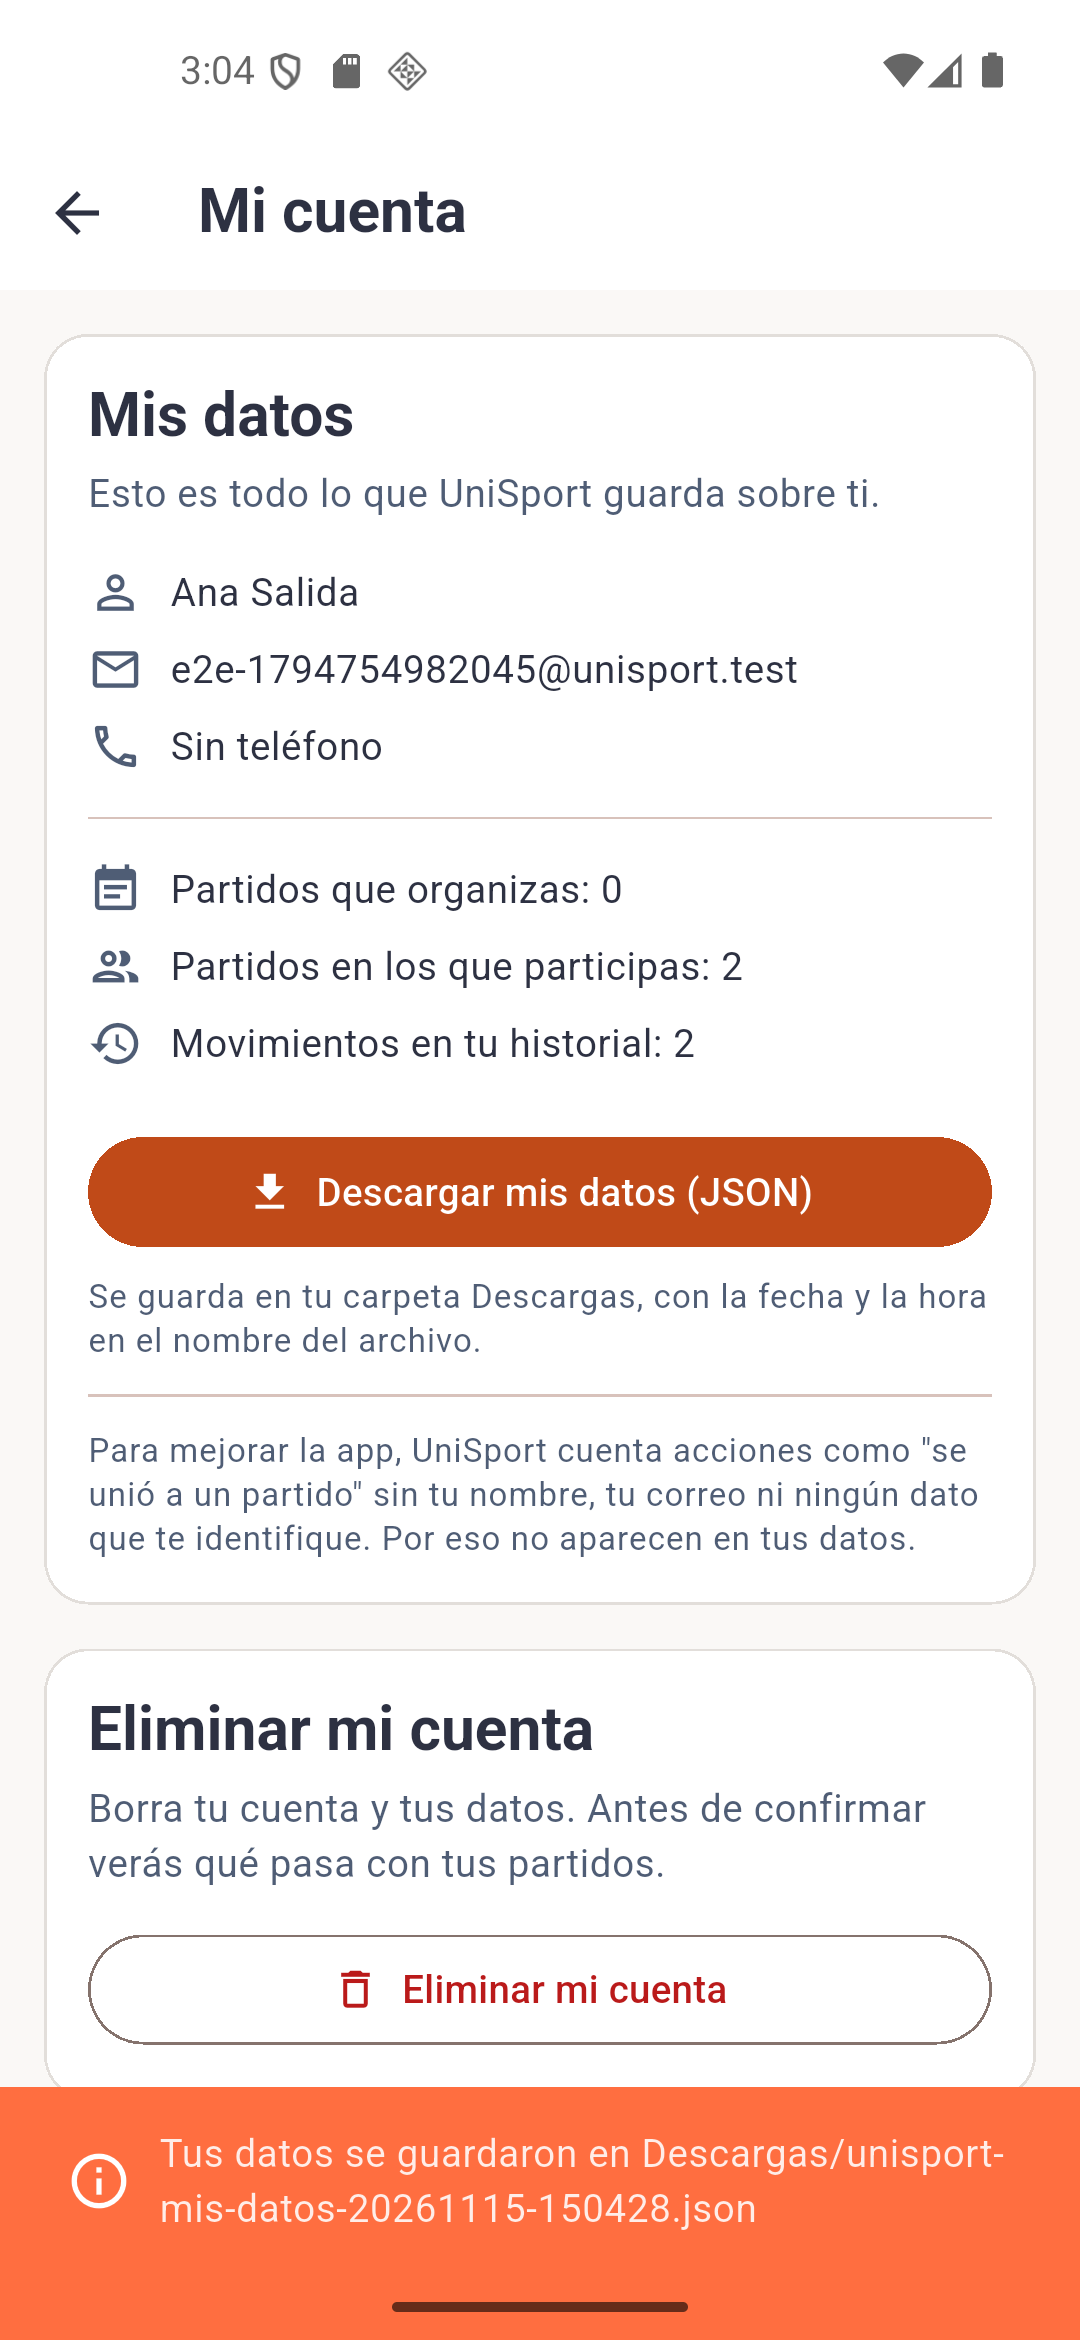 3:04
Mi cuenta
Mis datos
Esto es todo lo que UniSport guarda sobre ti.
Ana Salida
e2e-1794754982045@unisport.test
Sin teléfono
Partidos que organizas: 0
Partidos en los que participas: 2
Movimientos en tu historial: 2
Descargar mis datos (JSON)
Se guarda en tu carpeta Descargas, con la fecha y la hora
en el nombre del archivo.
Para mejorar la app, UniSport cuenta acciones como "se
unió a un partido" sin tu nombre, tu correo ni ningún dato
que te identifique. Por eso no aparecen en tus datos.
Eliminar mi cuenta
Borra tu cuenta y tus datos. Antes de confirmar
verás qué pasa con tus partidos.
Eliminar mi cuenta
Tus datos se guardaron en Descargas/unisport-
mis-datos-20261115-150428.json